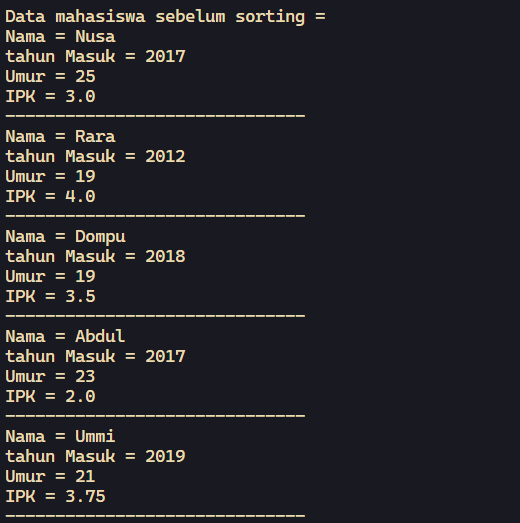 Data mahasiswa sebelum sorting =
Nama = Nusa
tahun Masuk = 2017
Umur = 25
IPK = 3.0
------------------------------
Nama = Rara
tahun Masuk = 2012
Umur = 19
IPK = 4.0
------------------------------
Nama = Dompu
tahun Masuk = 2018
Umur = 19
IPK = 3.5
------------------------------
Nama = Abdul
tahun Masuk = 2017
Umur = 23
IPK = 2.0
------------------------------
Nama = Ummi
tahun Masuk = 2019
Umur = 21
IPK = 3.75
------------------------------